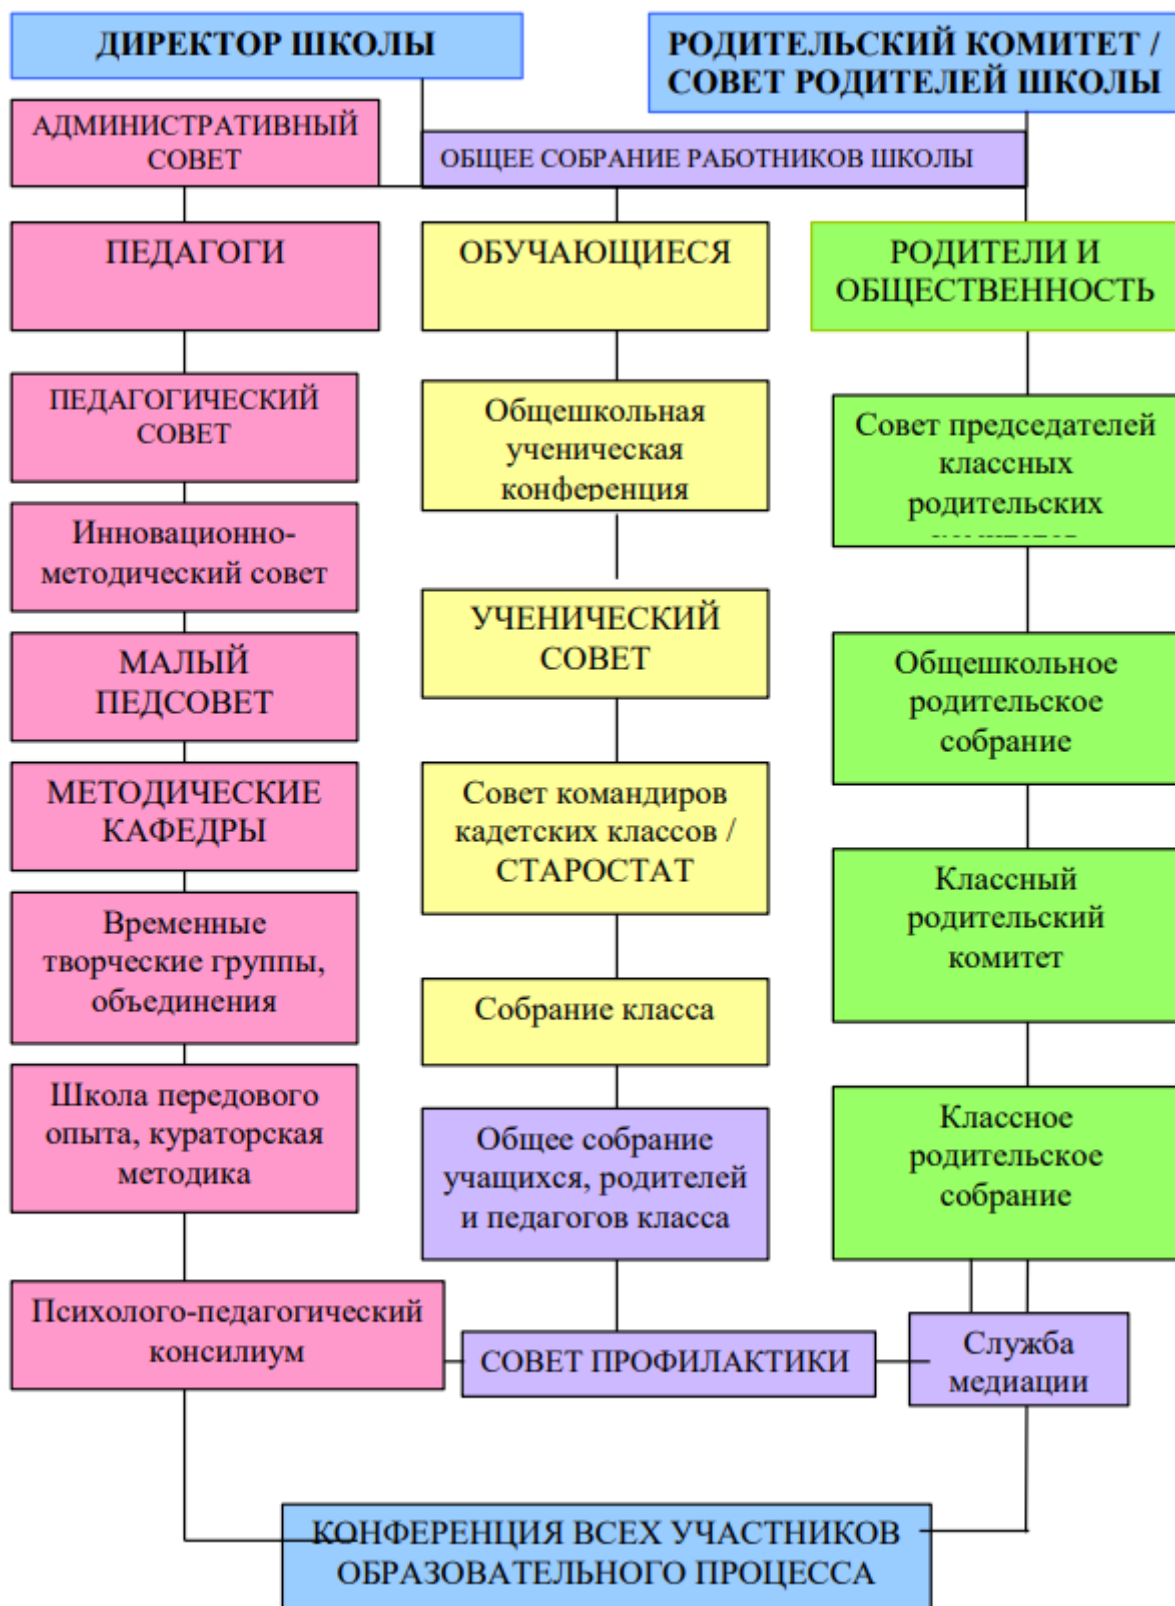 ДИРЕКТОР ШКОЛЫ
РОДИТЕЛЬСКИЙ КОМИТЕТ /
СОВЕТ РОДИТЕЛЕЙ ШКОЛЫ
АДМИНИСТРАТИВНЫЙ
СОВЕТ
ОБЩЕЕ СОБРАНИЕ РАБОТНИКОВ ШКОЛЫ
ПЕДАГОГИ
ПЕДАГОГИЧЕСКИЙ
СОВЕТ
Инновационно-
методический совет
МАЛЫЙ
ПЕДСОВЕТ
МЕТОДИЧЕСКИЕ
КАФЕДРЫ
Временные
творческие группы,
объединения
Школа передового
опыта, кураторская
методика
Психолого-педагогический
консилиум
ОБУЧАЮЩИЕСЯ
Общешкольная
ученическая
конференция
УЧЕНИЧЕСКИЙ
СОВЕТ
Совет командиров
кадетских классов /
СТАРОСТАТ
Собрание класса
Общее собрание
учащихся, родителей
и педагогов класса
СОВЕТ ПРОФИЛАКТИКИ
РОДИТЕЛИ И
ОБЩЕСТВЕННОСТЬ
Совет председателей
классных
родительских
Общешкольное
родительское
собрание
Классный
родительский
комитет
Классное
родительское
собрание
Служба
медиации
КОНФЕРЕНЦИЯ ВСЕХ УЧАСТНИКОВ
ОБРАЗОВАТЕЛЬНОГО ПРОЦЕССА